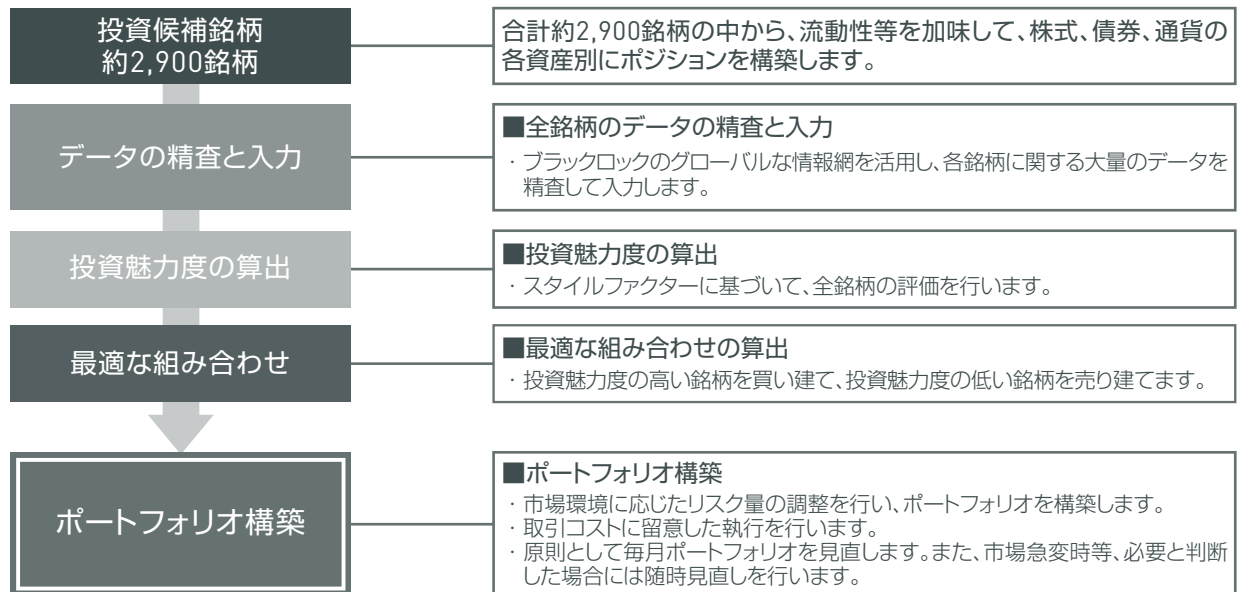 投資候補銘柄
約2,900銘柄
合計約2,900銘柄の中から、流動性等を加味して、株式、債券、通貨の
各資産別にポジションを構築します。
データの精査と入力
■全銘柄のデータの精査と入力
・ブラックロックのグローバルな情報網を活用し、各銘柄に関する大量のデータを
精査して入力します。
投資魅力度の算出
■投資魅力度の算出
・スタイルファクターに基づいて、全銘柄の評価を行います。
最適な組み合わせ
■最適な組み合わせの算出
・投資魅力度の高い銘柄を買い建て、投資魅力度の低い銘柄を売り建てます。
ポートフォリオ構築
■ポートフォリオ構築
・市場環境に応じたリスク量の調整を行い、ポートフォリオを構築します。
・取引コストに留意した執行を行います。
・原則として毎月ポートフォリオを見直します。また、市場急変時等、必要と判断
した場合には随時見直しを行います。